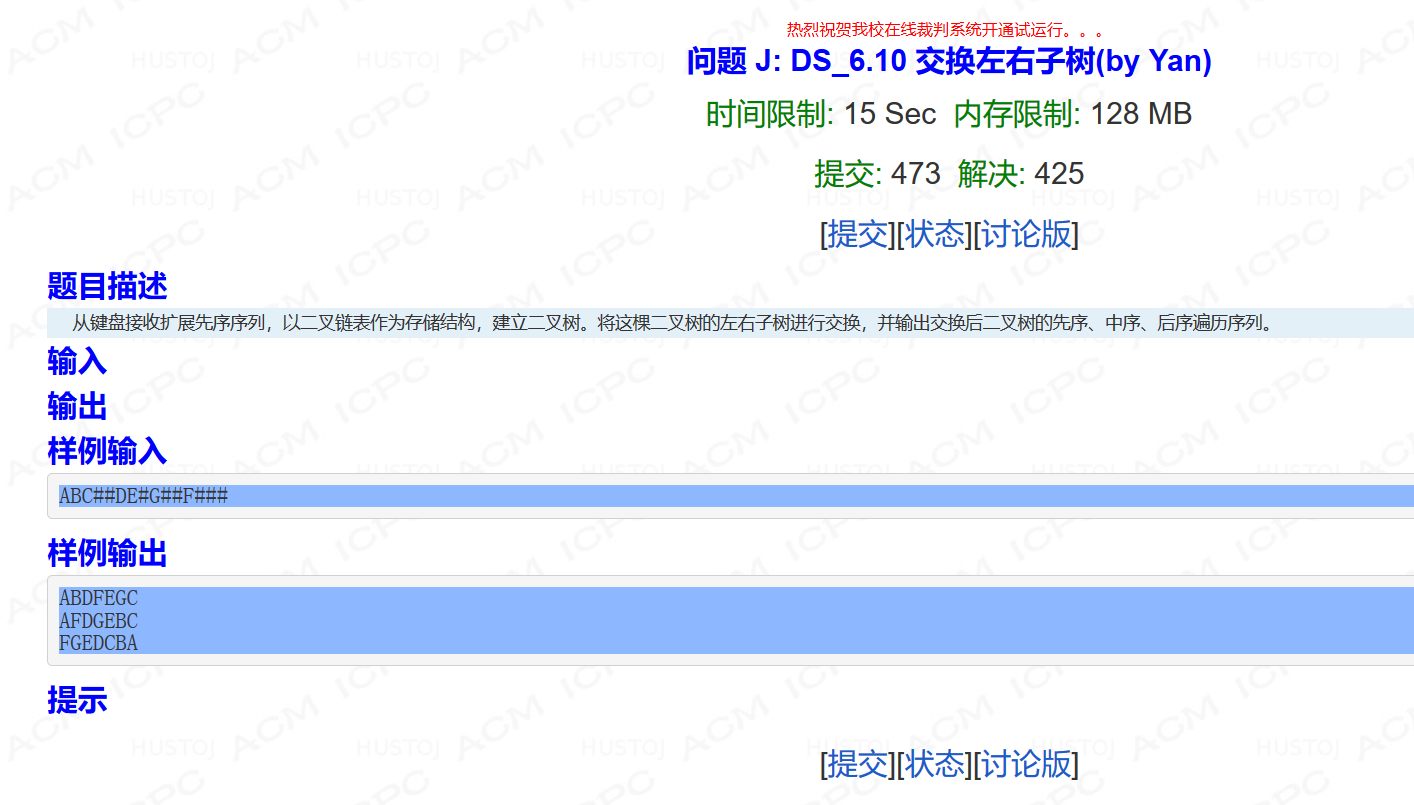 热烈祝贺我校在线裁判系统开通试运行。。。
问题 J: DS_6.10 交换左右子树(by Yan)
时间限制: 15 Sec 内存限制: 128 MB
提交: 473 解决: 425
[提交][状态][讨论版]
题目描述
从键盘接收扩展先序序列，以二叉链表作为存储结构，建立二叉树。将这棵二叉树的左右子树进行交换，并输出交换后二叉树的先序、中序、后序遍历序列。
输入
输出
样例输入
ABC##DE#G##F###
样例输出
ABDFEGC
AFDGEBC
FGEDCBA
提示
[提交][状态][讨论版]